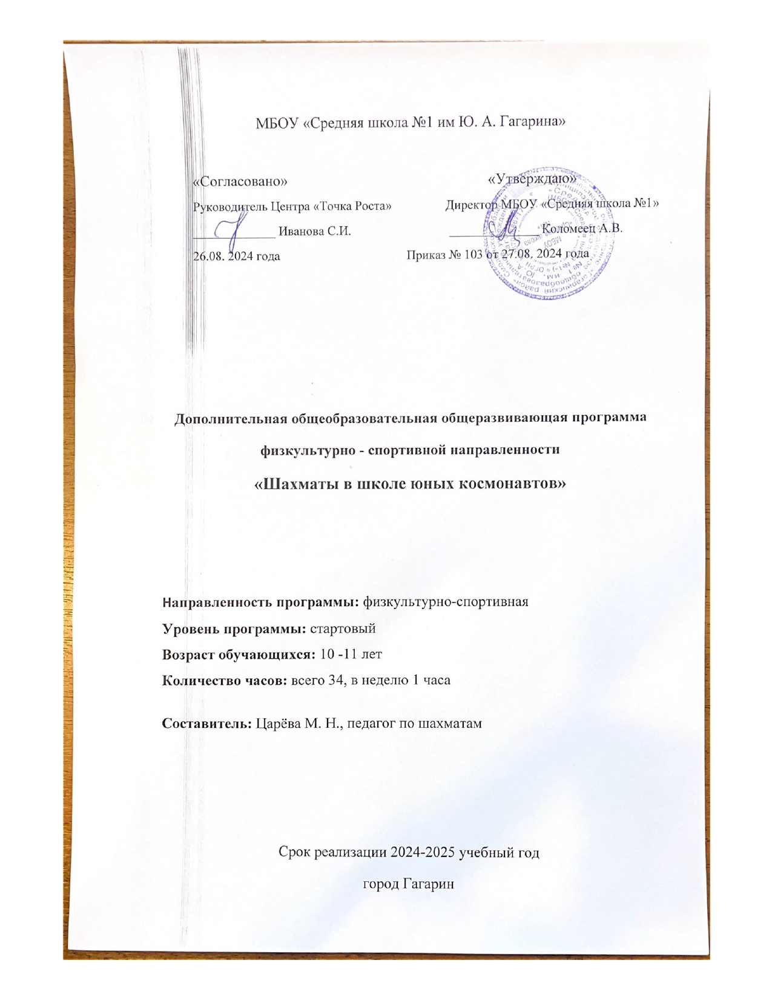 МБОУ «Средняя школа №1 им Ю. А. Гагарина»
«Согласовано» «Утверждаю»
Руководитель Центра «Точка Роста» Директор МБОУ «Средняя школа №1»
____________ Иванова С.И. _____________ Коломеец А.В.
26.08. 2024 года Приказ № 103 от 27.08. 2024 года
Дополнительная общеобразовательная общеразвивающая программа
физкультурно - спортивной направленности
«Шахматы в школе юных космонавтов»
Направленность программы: физкультурно-спортивная
Уровень программы: стартовый
Возраст обучающихся: 10 -11 лет
Количество часов: всего 34, в неделю 1 часа
Составитель: Царёва М. Н., педагог по шахматам
Срок реализации 2024-2025 учебный год
город Гагарин